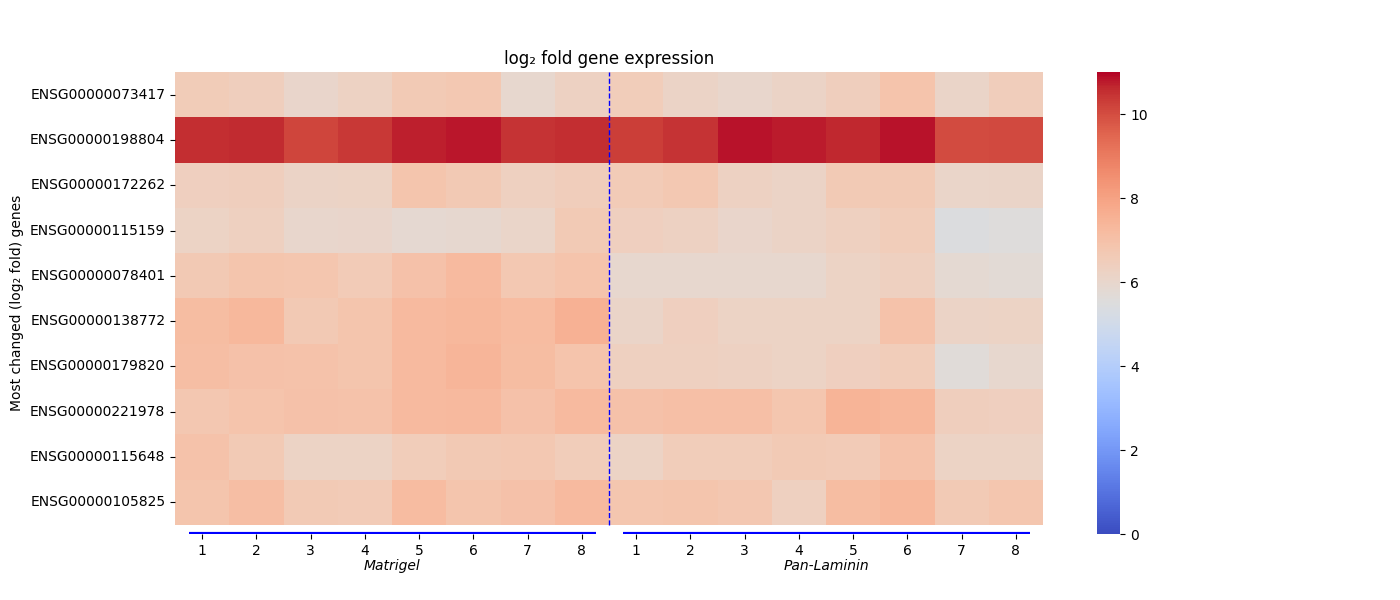 log₂ fold gene expression
Most changed (log₂ fold) genes
ENSG00000073417
ENSG00000198804
ENSG00000172262
ENSG00000115159
ENSG00000078401
ENSG00000138772
ENSG00000179820
ENSG00000221978
ENSG00000115648
ENSG00000105825
1 2 3 4 5 6 7 8 1 2 3 4 5 6 7 8
Matrigel Pan-Laminin
10
8
6
4
2
0